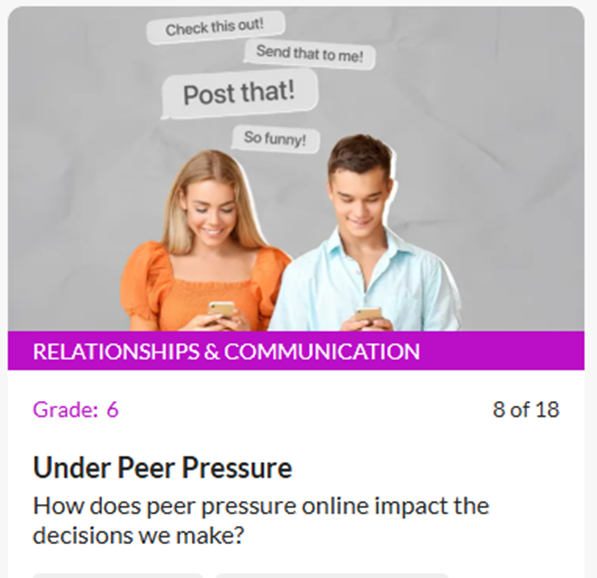 Check this out!
Send that to me!
Post that!
So funny!
RELATIONSHIPS & COMMUNICATION
Grade: 6
8 of 18
Under Peer Pressure
How does peer pressure online impact the
decisions we make?